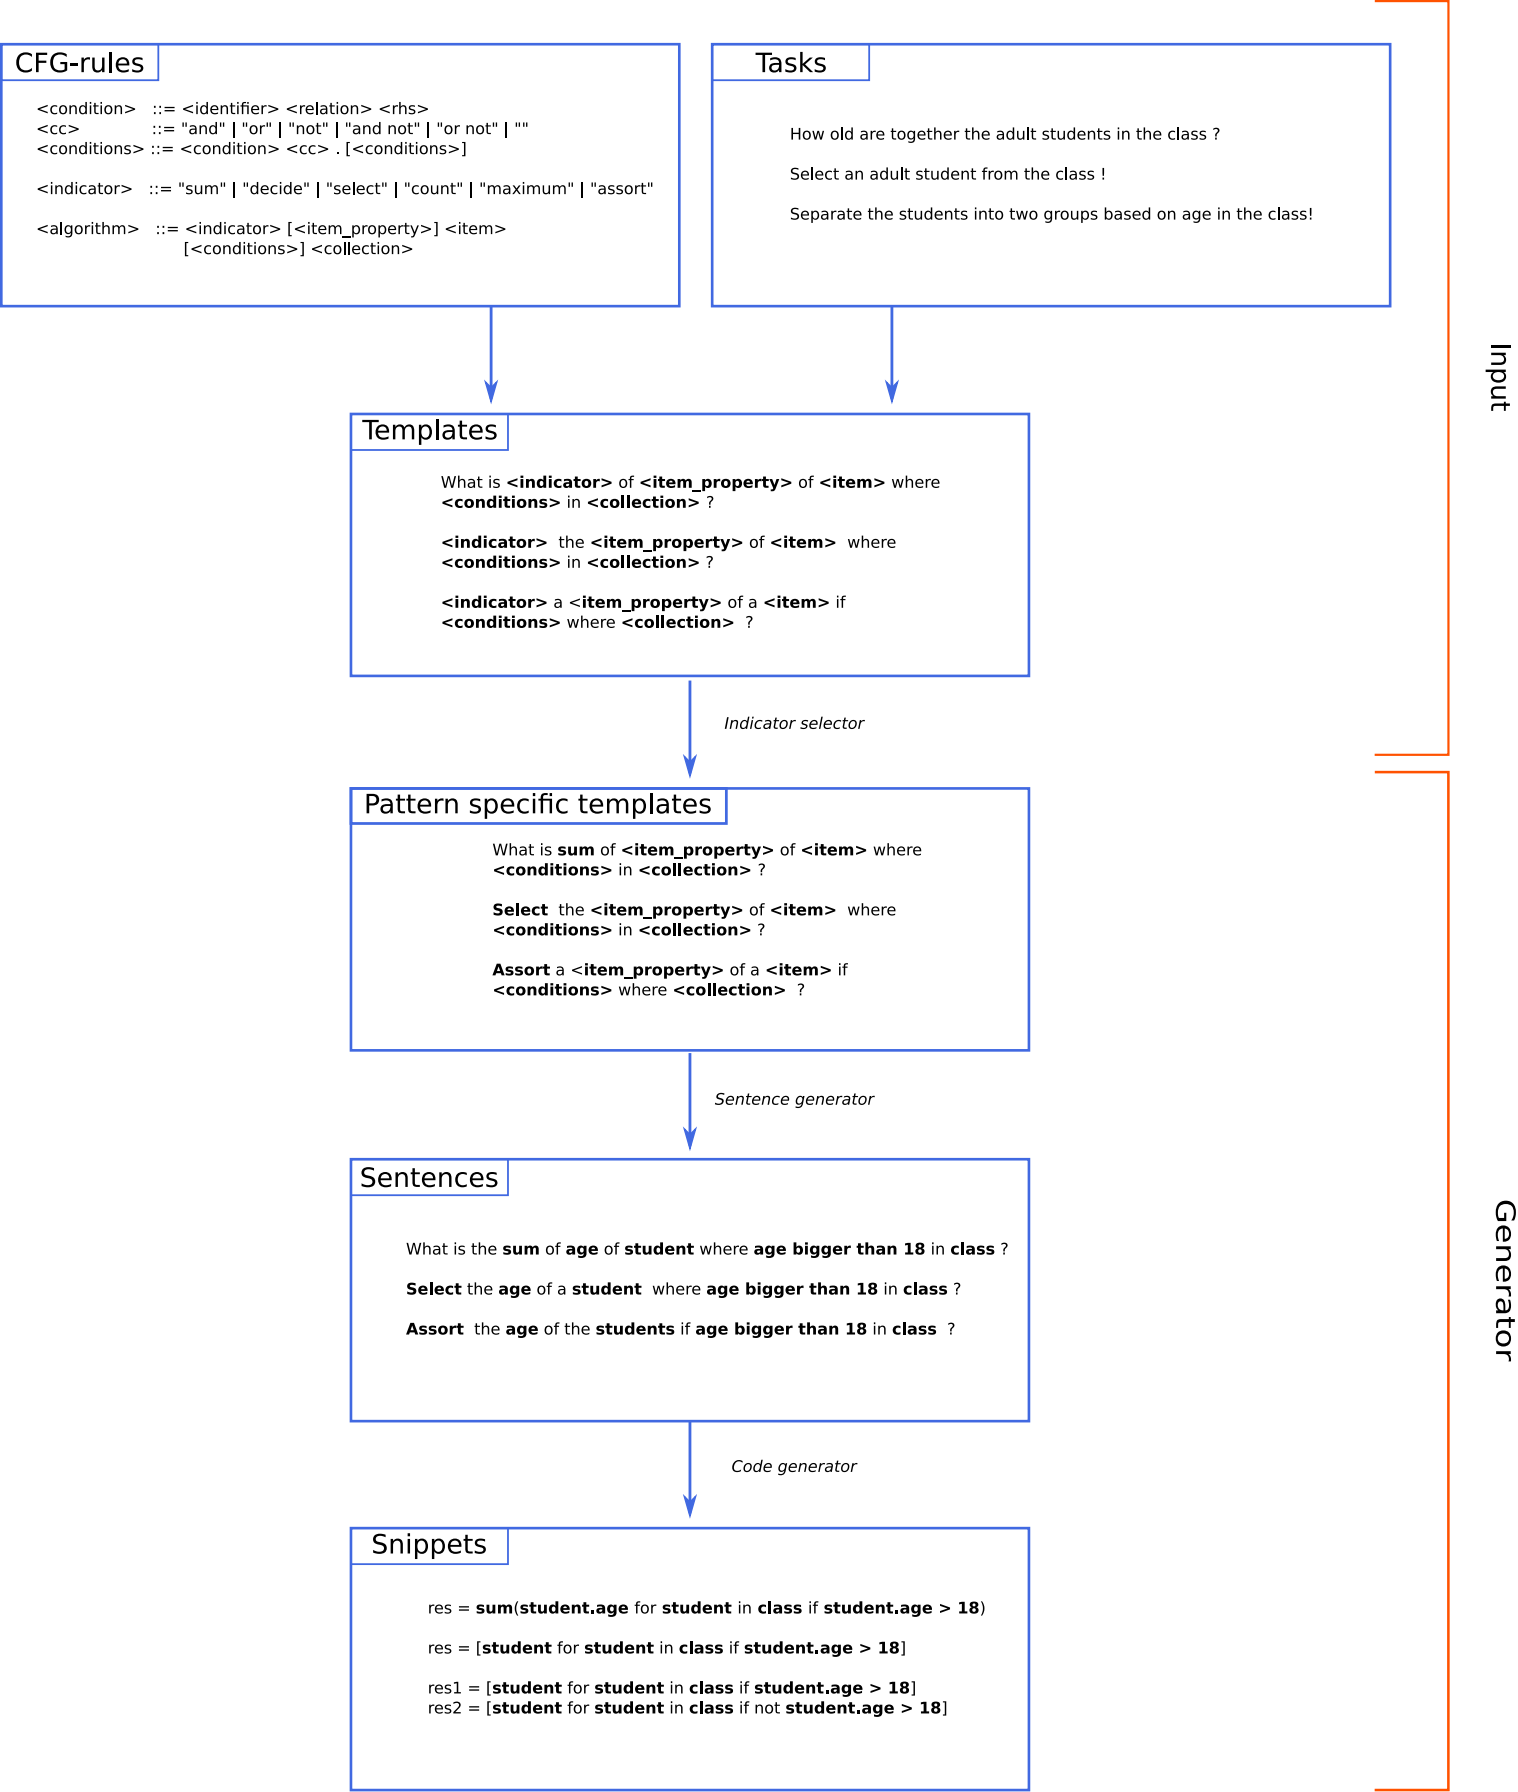 CFG-rules
<condition> ::= <identifier> <relation> <rhs>
<cc> ::= "and" | "or" | "not" | "and not" | "or not" | ""
<conditions> ::= <condition> <cc> . [<conditions>]
<indicator> ::= "sum" | "decide" | "select" | "count" | "maximum" | "assort"
<algorithm> ::= <indicator> [<item_property>] <item>
[<conditions>] <collection>
Tasks
How old are together the adult students in the class ?
Select an adult student from the class !
Separate the students into two groups based on age in the class!
Input
Templates
What is <indicator> of <item_property> of <item> where
<conditions> in <collection> ?
<indicator> the <item_property> of <item> where
<conditions> in <collection> ?
<indicator> a <item_property> of a <item> if
<conditions> where <collection> ?
Indicator selector
Pattern specific templates
What is sum of <item_property> of <item> where
<conditions> in <collection> ?
Select the <item_property> of <item> where
<conditions> in <collection> ?
Assort a <item_property> of a <item> if
<conditions> where <collection> ?
Sentence generator
Generator
Sentences
What is the sum of age of student where age bigger than 18 in class ?
Select the age of a student where age bigger than 18 in class ?
Assort the age of the students if age bigger than 18 in class ?
Code generator
Snippets
res = sum(student.age for student in class if student.age > 18)
res = [student for student in class if student.age > 18]
res1 = [student for student in class if student.age > 18]
res2 = [student for student in class if not student.age > 18]